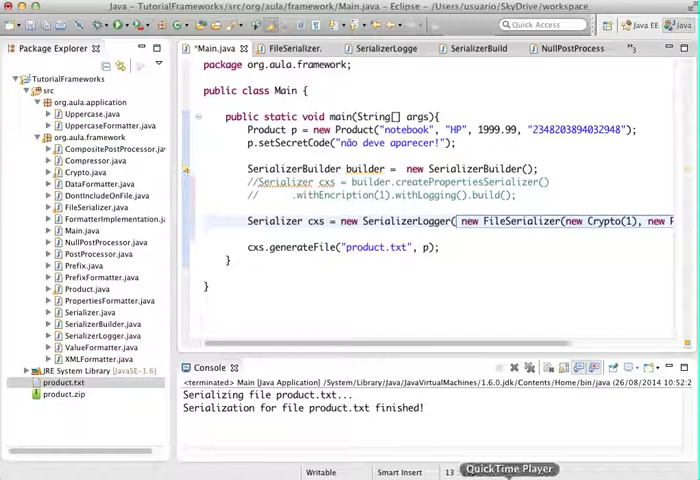 Java - TutorialFrameworks/src/org/aula/framework/Main.java - Eclipse - /Users/usuario/SkyDrive/workspace
Quick Access
Java EE
Java
Package Explorer
*Main.java
FileSerializer.
SerializerLogge
SerializerBuild
NullPostProcess
3
TutorialFrameworks
src
org.aula.application
Uppercase.java
UppercaseFormatter.java
org.aula.framework
CompositePostProcessor.
Compressor.java
Crypto.java
DataFormatter.java
DontIncludeOnFile.java
FileSerializer.java
FormatterImplementation.
Main.java
NullPostProcessor.java
PostProcessor.java
Prefix.java
PrefixFormatter.java
Product.java
PropertiesFormatter.java
Serializer.java
SerializerBuilder.java
SerializerLogger.java
ValueFormatter.java
XMLFormatter.java
JRE System Library [JavaSE-1.6]
product.txt
product.zip
package org.aula.framework;
public class Main {
public static void main(String[] args){
Product p = new Product("notebook", "HP", 1999.99, "2348203894032948");
p.setSecretCode("não deve aparecer!");
SerializerBuilder builder = new SerializerBuilder();
//Serializer cxs = builder.createPropertiesSerializer()
// .withEncription(1).withLogging().build();
Serializer cxs = new SerializerLogger( new FileSerializer(new Crypto(1), new P
cxs.generateFile("product.txt", p);
}
}
Console
<terminated> Main [Java Application] /System/Library/Java/JavaVirtualMachines/1.6.0.jdk/Contents/Home/bin/java (26/08/2014 10:52:2
Serializing file product.txt...
Serialization for file product.txt finished!
Writable
Smart Insert
13
QuickTime Player